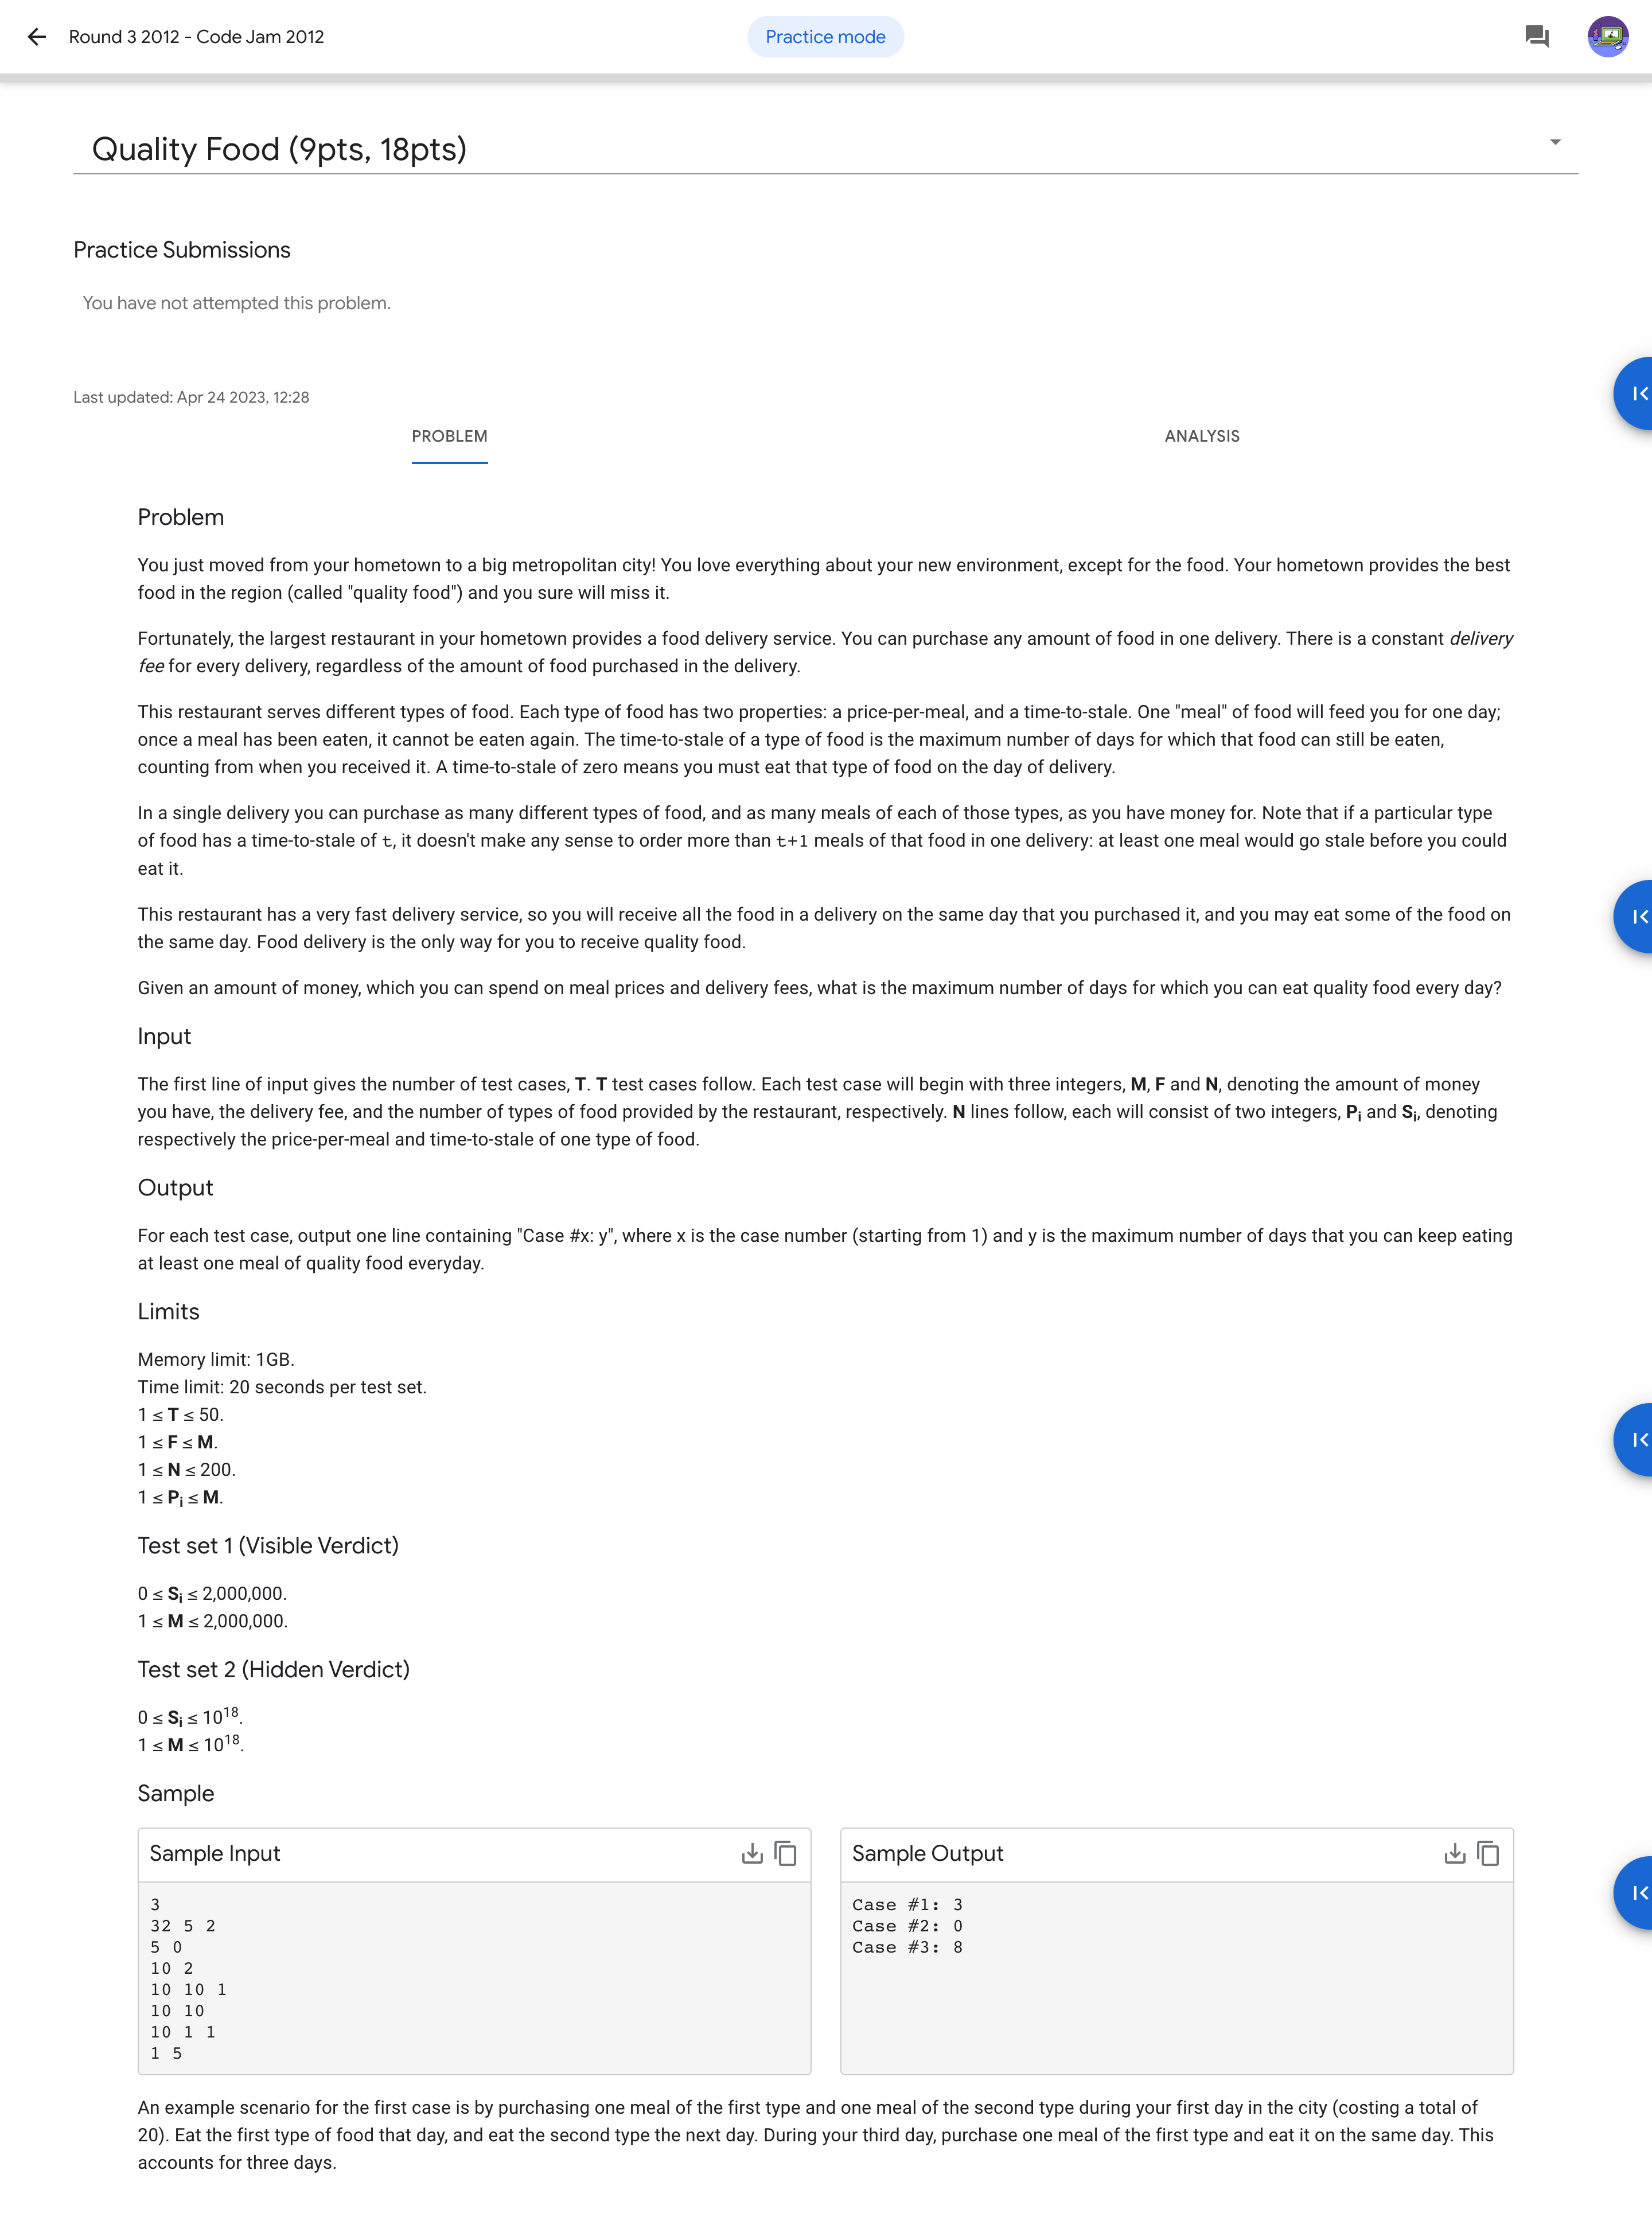 Round 3 2012 - Code Jam 2012
Practice mode
Quality Food (9pts, 18pts)
Practice Submissions
You have not attempted this problem.
Last updated: Apr 24 2023, 12:28
PROBLEM
ANALYSIS
Problem
You just moved from your hometown to a big metropolitan city! You love everything about your new environment, except for the food. Your hometown provides the best
food in the region (called "quality food") and you sure will miss it.
Fortunately, the largest restaurant in your hometown provides a food delivery service. You can purchase any amount of food in one delivery. There is a constant delivery
fee for every delivery, regardless of the amount of food purchased in the delivery.
This restaurant serves different types of food. Each type of food has two properties: a price-per-meal, and a time-to-stale. One "meal" of food will feed you for one day;
once a meal has been eaten, it cannot be eaten again. The time-to-stale of a type of food is the maximum number of days for which that food can still be eaten,
counting from when you received it. A time-to-stale of zero means you must eat that type of food on the day of delivery.
In a single delivery you can purchase as many different types of food, and as many meals of each of those types, as you have money for. Note that if a particular type
of food has a time-to-stale of t, it doesn't make any sense to order more than t+1 meals of that food in one delivery: at least one meal would go stale before you could
eat it.
This restaurant has a very fast delivery service, so you will receive all the food in a delivery on the same day that you purchased it, and you may eat some of the food on
the same day. Food delivery is the only way for you to receive quality food.
Given an amount of money, which you can spend on meal prices and delivery fees, what is the maximum number of days for which you can eat quality food every day?
Input
The first line of input gives the number of test cases, T. T test cases follow. Each test case will begin with three integers, M, F and N, denoting the amount of money
you have, the delivery fee, and the number of types of food provided by the restaurant, respectively. N lines follow, each will consist of two integers, Pi and Si, denoting
respectively the price-per-meal and time-to-stale of one type of food.
Output
For each test case, output one line containing "Case #x: y", where x is the case number (starting from 1) and y is the maximum number of days that you can keep eating
at least one meal of quality food everyday.
Limits
Memory limit: 1GB.
Time limit: 20 seconds per test set.
1 ≤ T ≤ 50.
1 ≤ F ≤ M.
1 ≤ N ≤ 200.
1 ≤ Pi ≤ M.
Test set 1 (Visible Verdict)
0 ≤ Si ≤ 2,000,000.
1 ≤ M ≤ 2,000,000.
Test set 2 (Hidden Verdict)
0 ≤ Si ≤ 10^18.
1 ≤ M ≤ 10^18.
Sample
Sample Input
3
32 5 2
5 0
10 2
10 10 1
10 10
10 1 1
1 5
Sample Output
Case #1: 3
Case #2: 0
Case #3: 8
An example scenario for the first case is by purchasing one meal of the first type and one meal of the second type during your first day in the city (costing a total of
20). Eat the first type of food that day, and eat the second type the next day. During your third day, purchase one meal of the first type and eat it on the same day. This
accounts for three days.